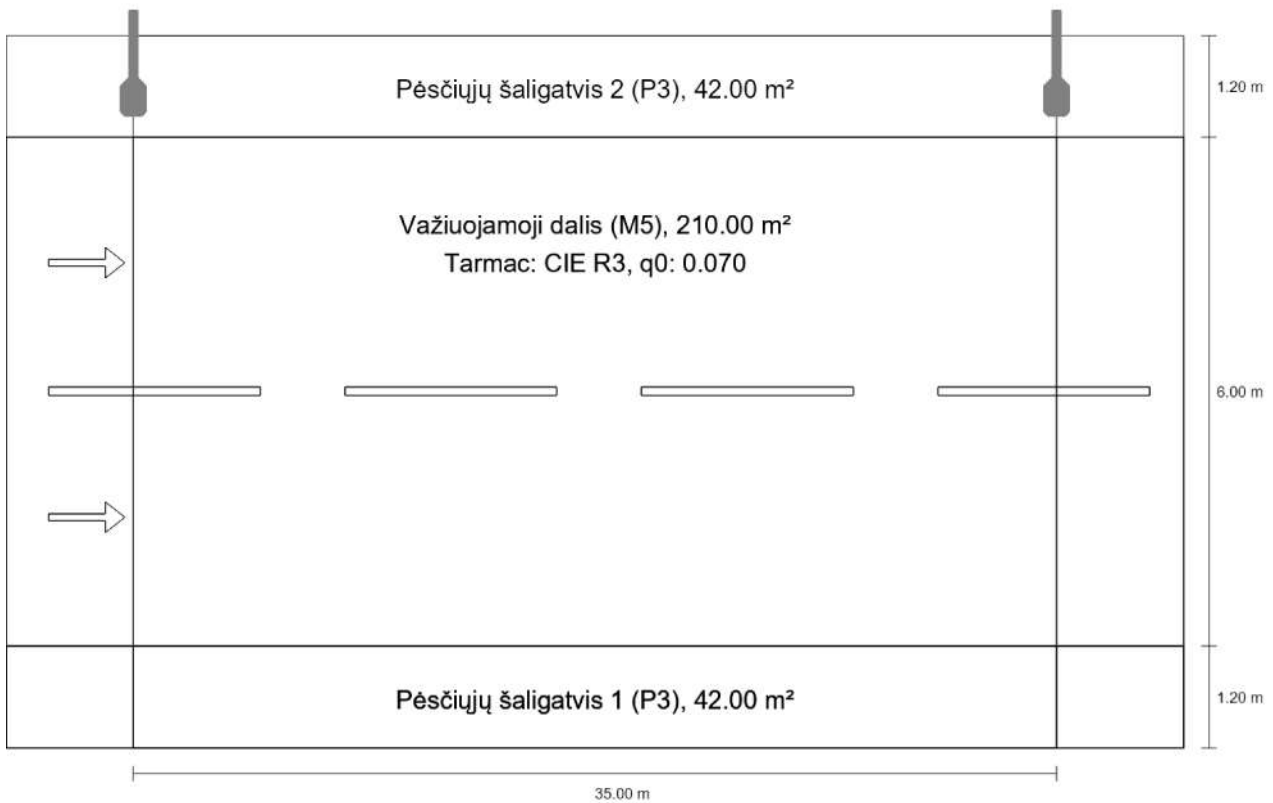 Pėsčiųjų šaligatvis 2 (P3), 42.00 m²
1.20 m
Važiuojamoji dalis (M5), 210.00 m²
Tarmac: CIE R3, q0: 0.070
6.00 m
Pėsčiųjų šaligatvis 1 (P3), 42.00 m²
1.20 m
35.00 m